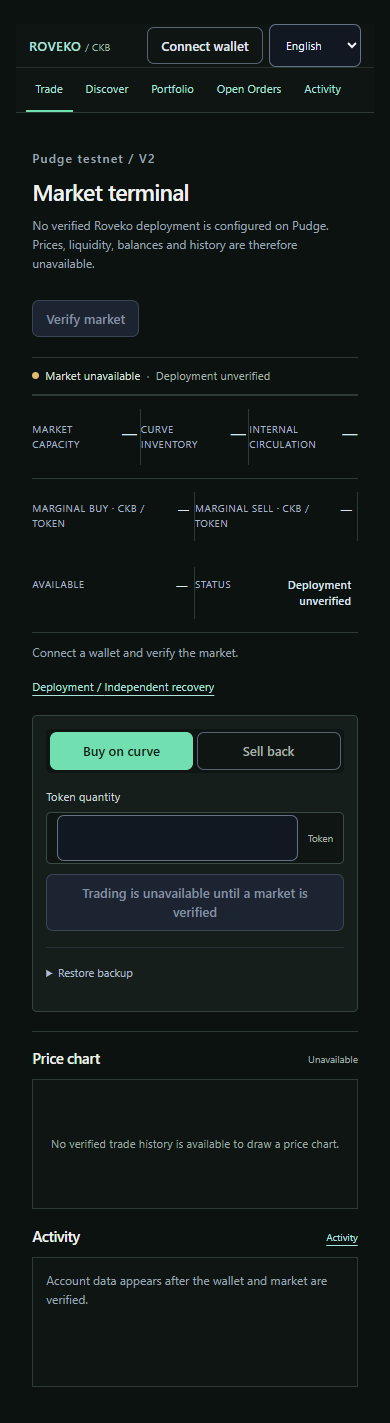 ROVEKO / CKB
Connect wallet
English
Trade Discover Portfolio Open Orders Activity
Pudge testnet / V2
Market terminal
No verified Roveko deployment is configured on Pudge.
Prices, liquidity, balances and history are therefore
unavailable.
Verify market
Market unavailable · Deployment unverified
MARKET
CAPACITY
—
CURVE
INVENTORY
—
INTERNAL
CIRCULATION
—
MARGINAL BUY · CKB /
TOKEN
—
MARGINAL SELL · CKB /
TOKEN
—
AVAILABLE
—
STATUS
Deployment
unverified
Connect a wallet and verify the market.
Deployment / Independent recovery
Buy on curve
Sell back
Token quantity
Token
Trading is unavailable until a market is
verified
Restore backup
Price chart
Unavailable
No verified trade history is available to draw a price chart.
Activity
Activity
Account data appears after the wallet and market are
verified.